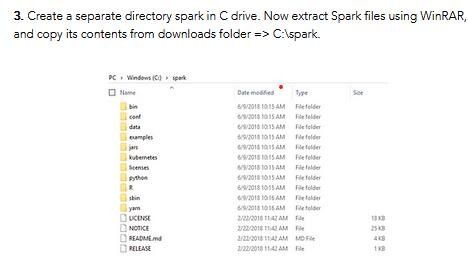 3. Create a separate directory spark in C drive. Now extract Spark files using WinRAR,
and copy its contents from downloads folder => C:\spark.
PC > Windows (C:) > spark
Name Date modified Type Size
bin 6/9/2018 10:15 AM File folder
conf 6/9/2018 10:15 AM File folder
data 6/9/2018 10:15 AM File folder
examples 6/9/2018 10:15 AM File folder
jars 6/9/2018 10:15 AM File folder
kubernetes 6/9/2018 10:15 AM File folder
licenses 6/9/2018 10:15 AM File folder
python 6/9/2018 10:15 AM File folder
R 6/9/2018 10:15 AM File folder
sbin 6/9/2018 10:16 AM File folder
yarn 6/9/2018 10:16 AM File folder
LICENSE 2/22/2018 11:42 AM File 18 KB
NOTICE 2/22/2018 11:42 AM File 25 KB
README.md 2/22/2018 11:42 AM MD File 4 KB
RELEASE 2/22/2018 11:42 AM File 1 KB